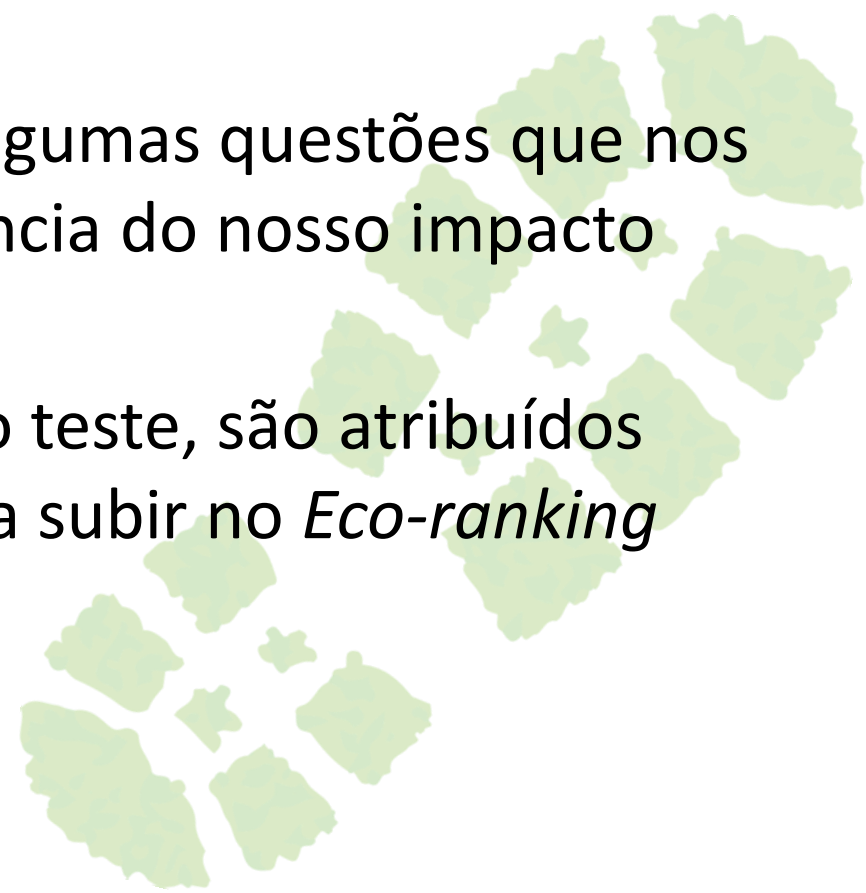 gumas questões que nos
ncia do nosso impacto
o teste, são atribuídos
a subir no Eco-ranking